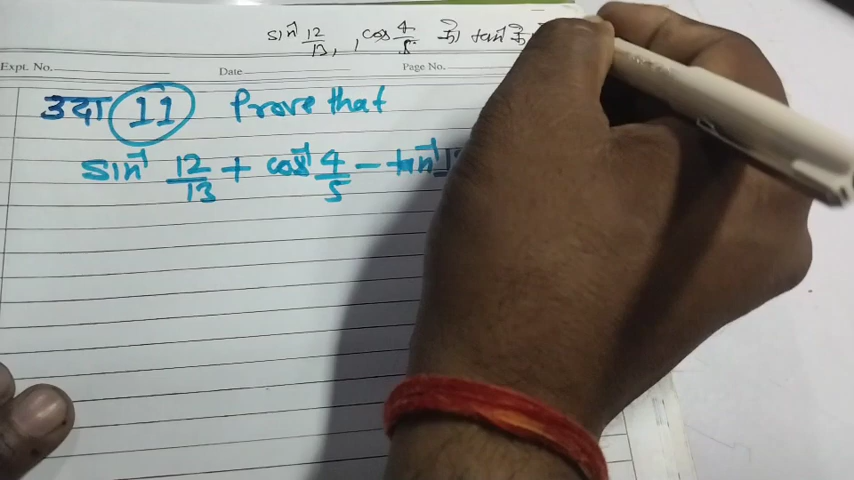 sin⁻¹ 12/13, cos⁻¹ 4/5 को tan⁻¹ के
Expt. No. Date Page No.
उदा 11 Prove that
sin⁻¹ 12/13 + cos⁻¹ 4/5 - tan⁻¹